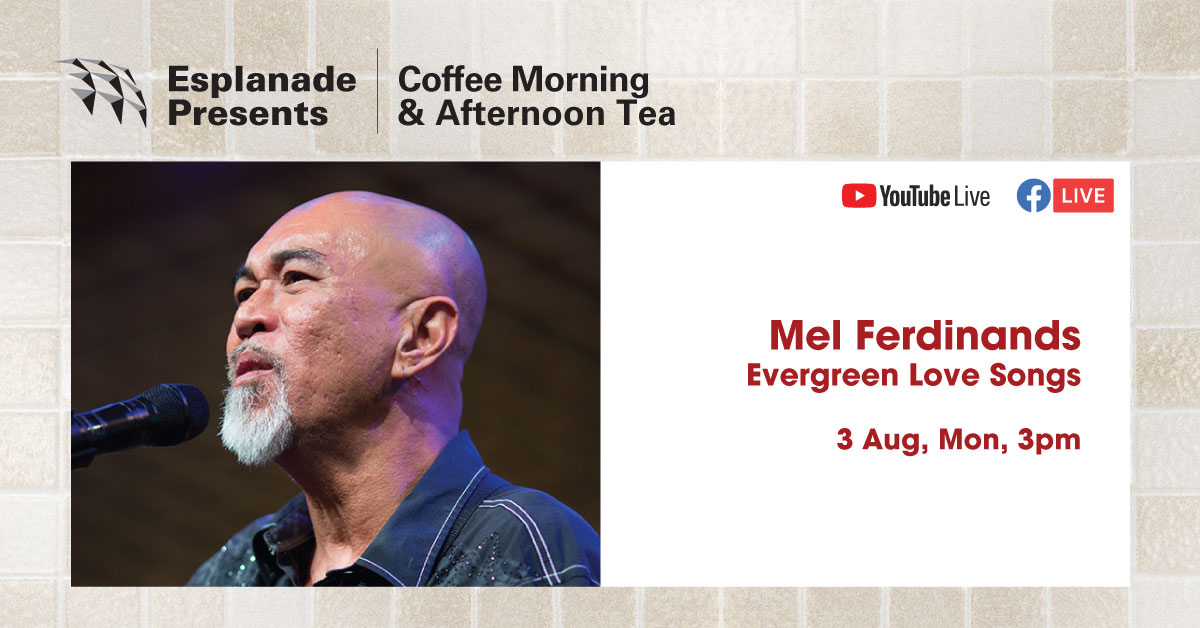 Esplanade
Presents
Coffee Morning
& Afternoon Tea
YouTube Live
f LIVE
Mel Ferdinands
Evergreen Love Songs
3 Aug, Mon, 3pm